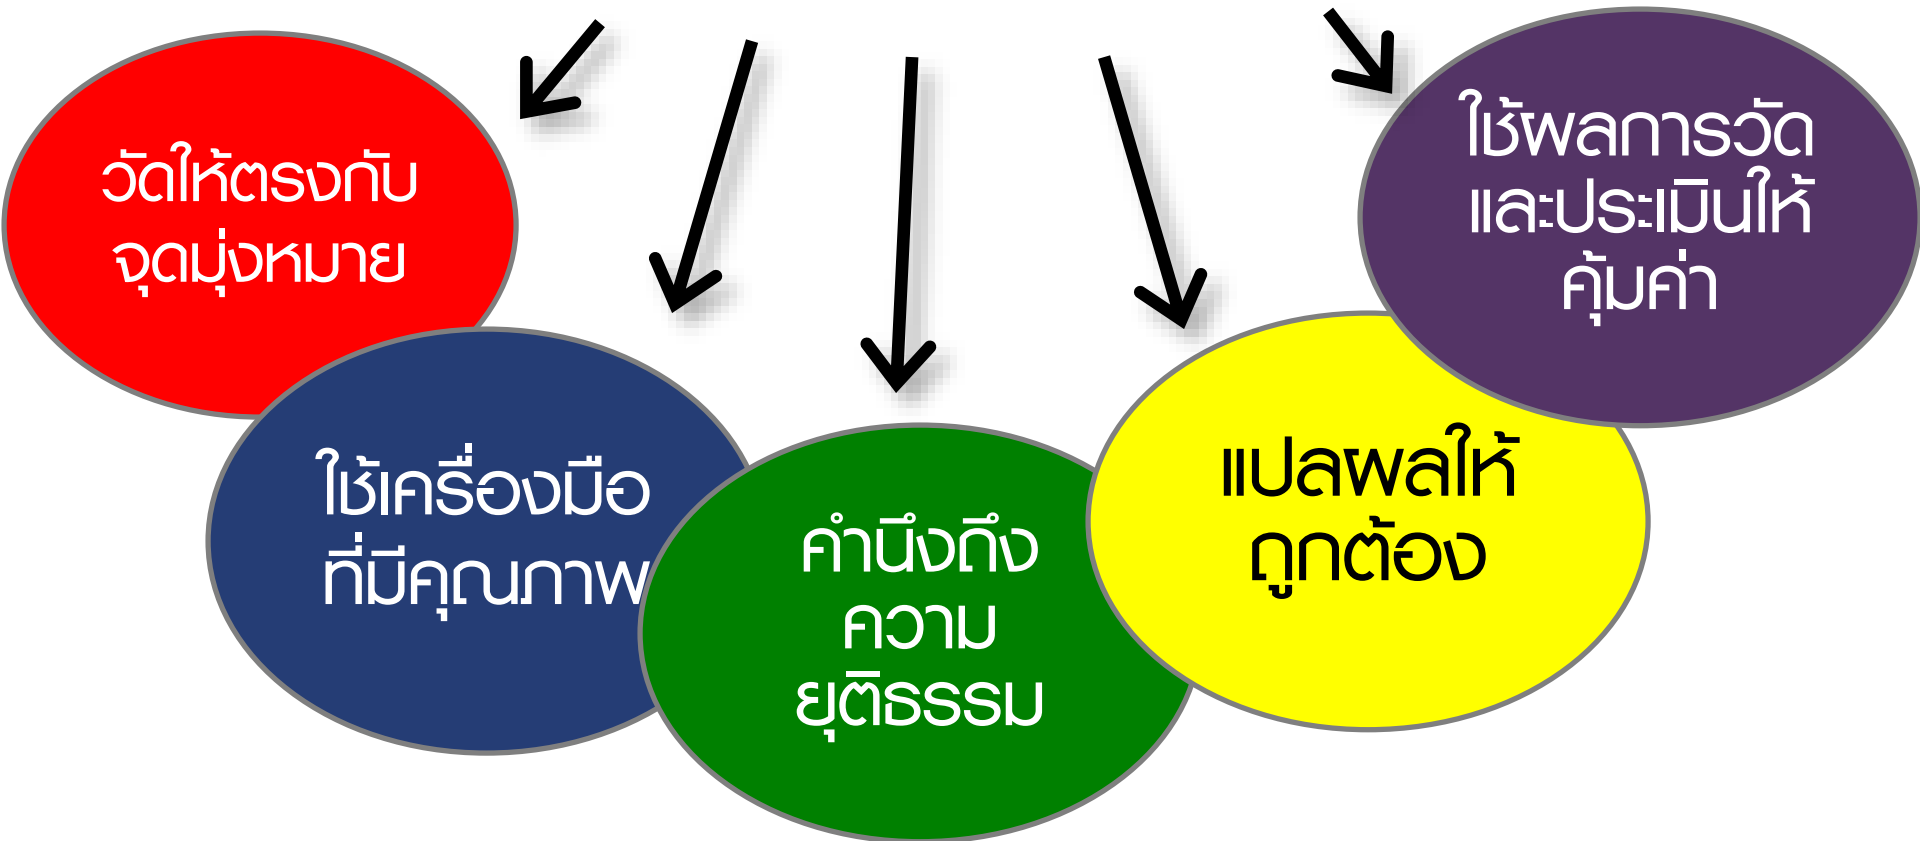 วัดให้ตรงกับ
จุดมุ่งหมาย
ใช้เครื่องมือ
ที่มีคุณภาพ
คำนึงถึง
ความ
ยุติธรรม
แปลผลให้
ถูกต้อง
ใช้ผลการวัด
และประเมินให้
คุ้มค่า